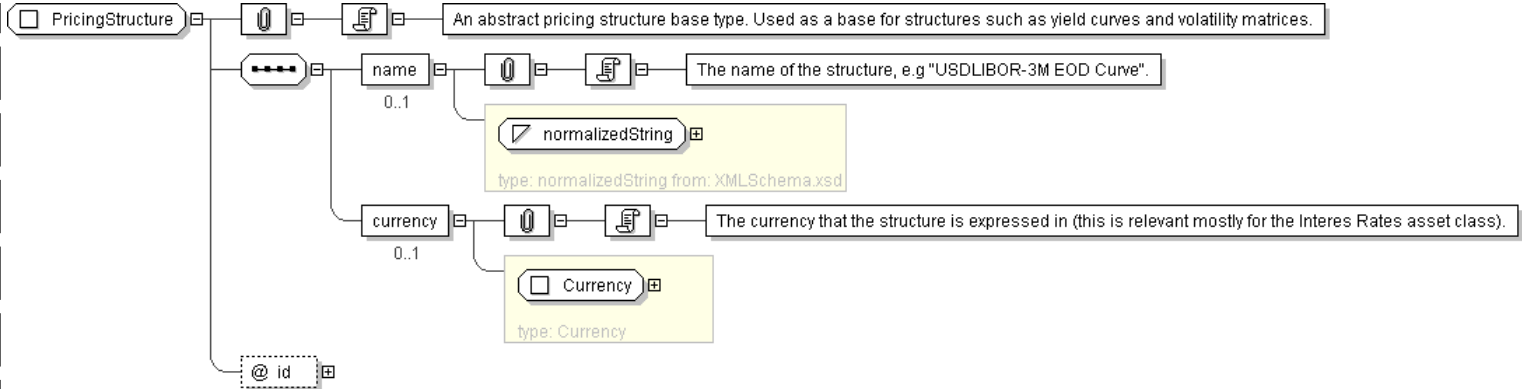 PricingStructure
An abstract pricing structure base type. Used as a base for structures such as yield curves and volatility matrices.
name
The name of the structure, e.g "USDLIBOR-3M EOD Curve".
0..1
normalizedString
type: normalizedString from: XMLSchema.xsd
currency
The currency that the structure is expressed in (this is relevant mostly for the Interes Rates asset class).
0..1
Currency
type: Currency
@ id